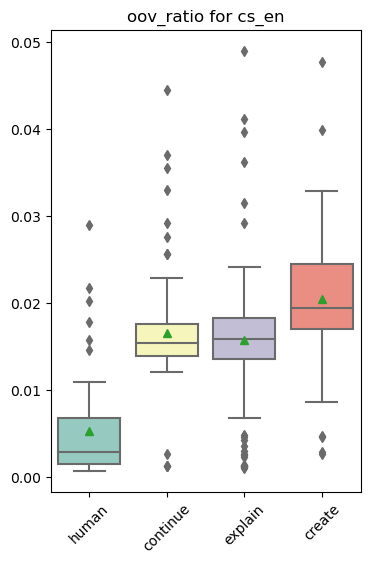 oov_ratio for cs_en
0.05
0.04
0.03
0.02
0.01
0.00
human
continue
explain
create